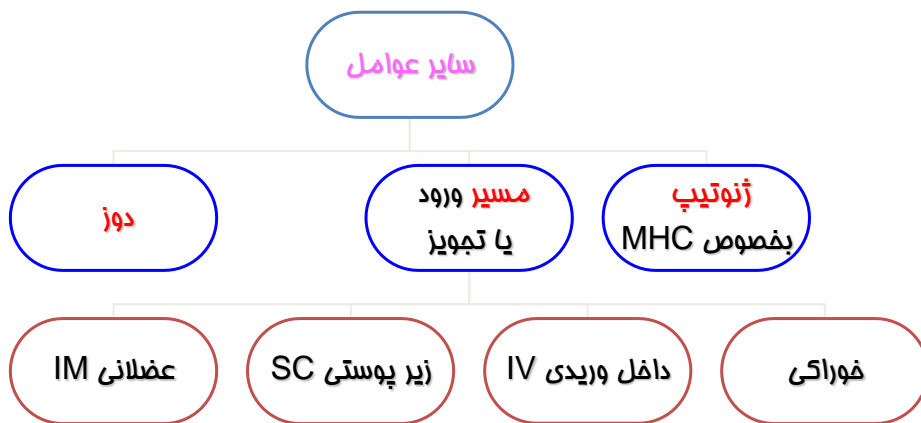 سایر عوامل
ژنوتیپ
بخصوص MHC
مسیر ورود
یا تجویز
دوز
خوراکی
داخل وریدی IV
زیر پوستی SC
عضلانی IM